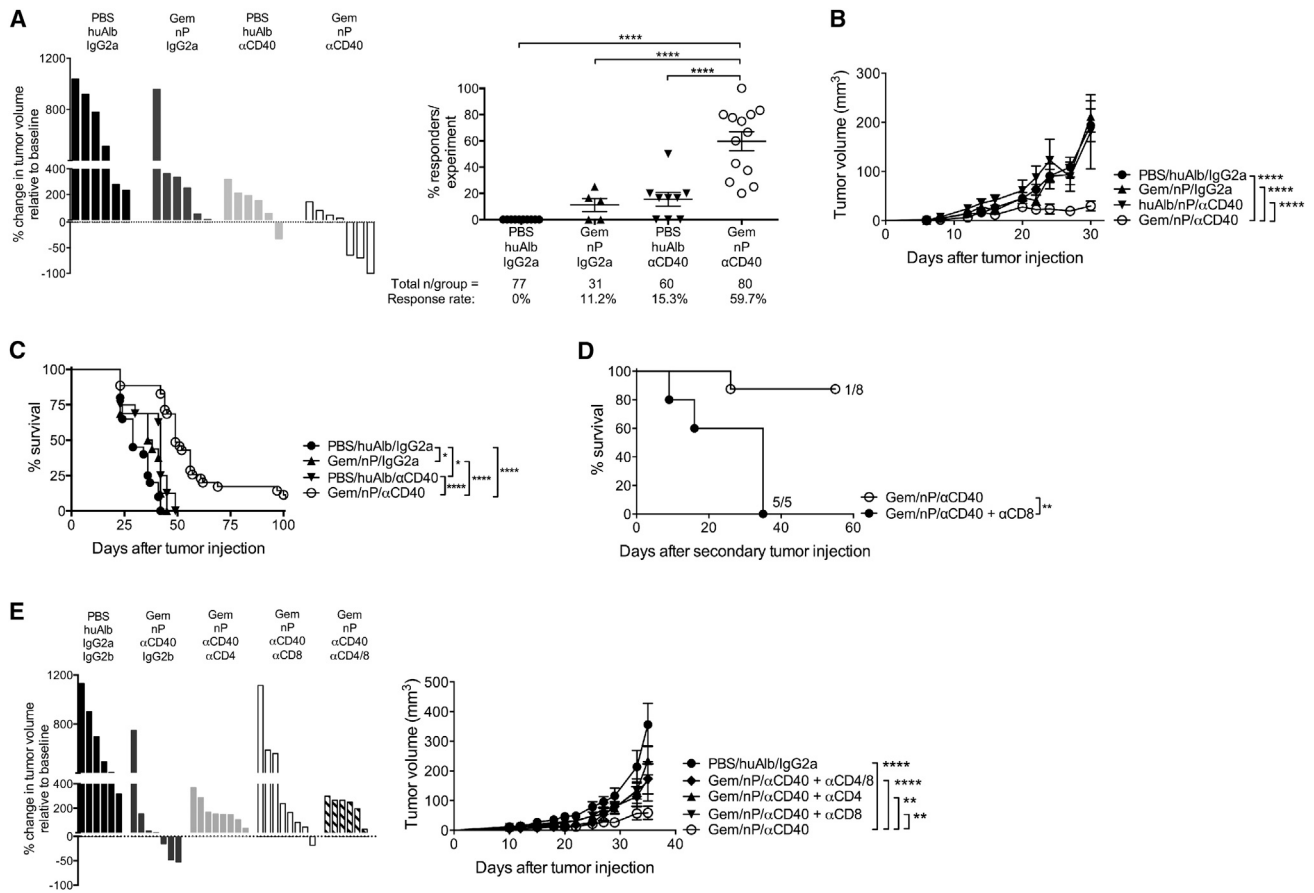 A
PBS Gem PBS Gem
huAlb nP huAlb nP
IgG2a IgG2a αCD40 αCD40
% change in tumor volume
relative to baseline
1200
800
400
200
0
-50
-100
**** 
****
****
% responders/
experiment
100
80
60
40
20
0
PBS Gem PBS Gem
huAlb nP huAlb nP
IgG2a IgG2a αCD40 αCD40
Total n/group = 77 31 60 80
Response rate: 0% 11.2% 15.3% 59.7%
B
Tumor volume (mm3)
300
200
100
0
0 10 20 30
Days after tumor injection
PBS/huAlb/IgG2a ****
Gem/nP/IgG2a ****
huAlb/nP/αCD40 ****
Gem/nP/αCD40
C
% survival
100
75
50
25
0
0 25 50 75 100
Days after tumor injection
PBS/huAlb/IgG2a
Gem/nP/IgG2a
PBS/huAlb/αCD40
Gem/nP/αCD40
* * **** ****
****
D
% survival
100
80
60
40
20
0
0 20 40 60
Days after secondary tumor injection
1/8
5/5
Gem/nP/αCD40
Gem/nP/αCD40 + αCD8 **
E
PBS Gem Gem Gem Gem
huAlb nP nP nP nP
IgG2a αCD40 αCD40 αCD40 αCD40
IgG2b IgG2b αCD4 αCD8 αCD4/8
% change in tumor volume
relative to baseline
1200
800
400
200
0
-50
-100
Tumor volume (mm3)
500
400
300
200
100
0
0 10 20 30 40
Days after tumor injection
PBS/huAlb/IgG2a ****
Gem/nP/αCD40 + αCD4/8 ****
Gem/nP/αCD40 + αCD4 **
Gem/nP/αCD40 + αCD8 **
Gem/nP/αCD40